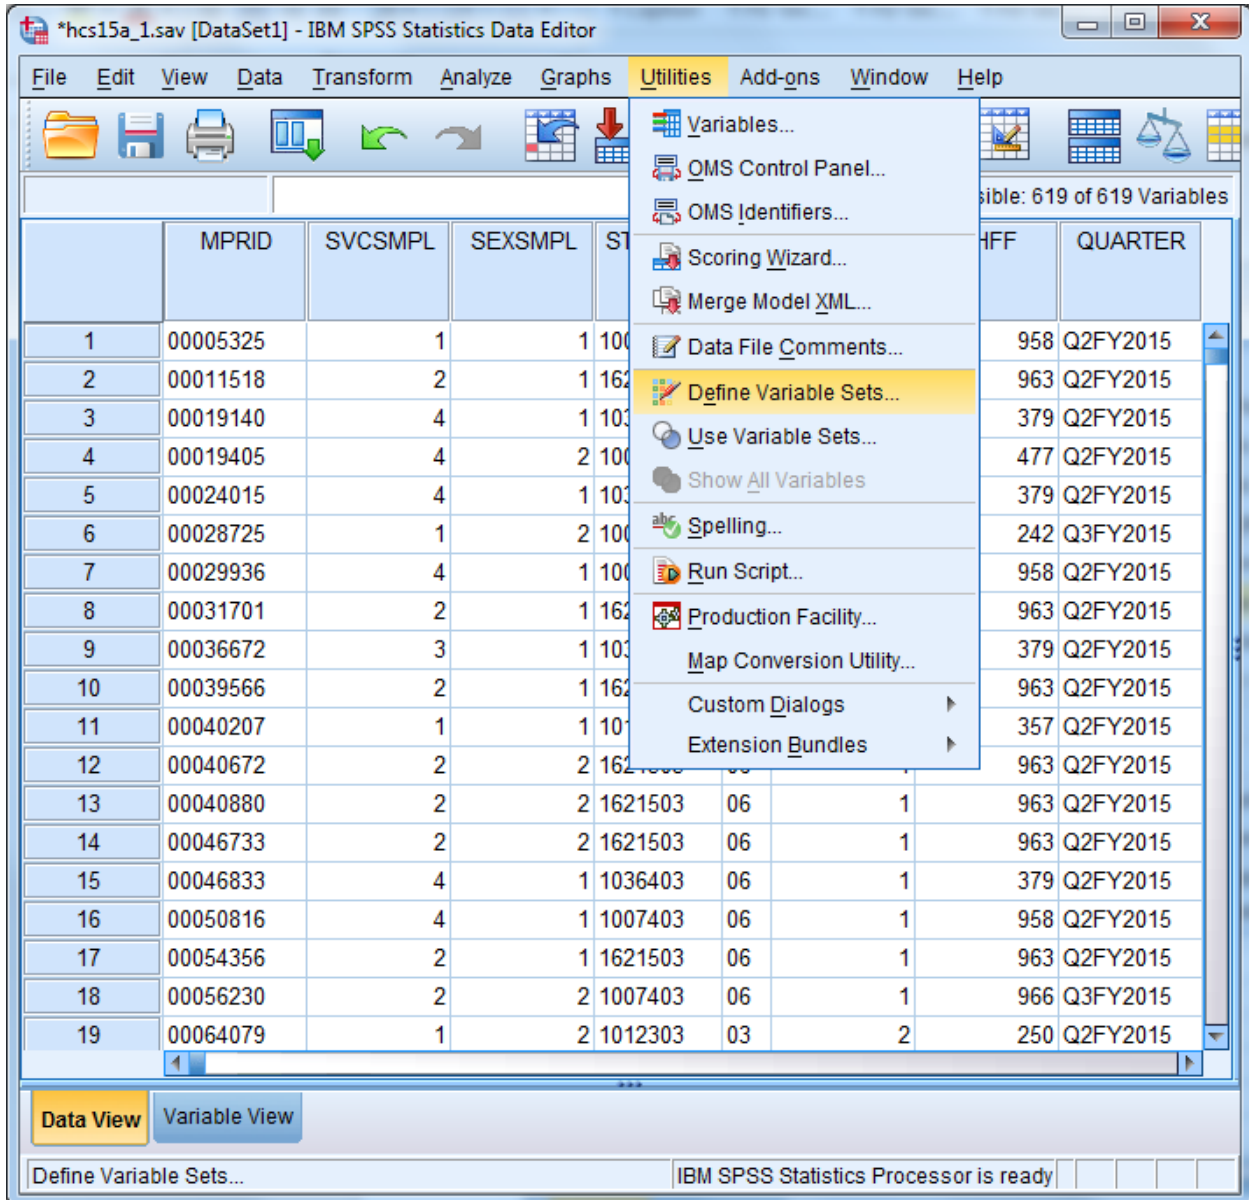 *hcs15a_1.sav [DataSet1] - IBM SPSS Statistics Data Editor
File Edit View Data Transform Analyze Graphs Utilities Add-ons Window Help
Variables...
OMS Control Panel...
OMS Identifiers...
Scoring Wizard...
Merge Model XML...
Data File Comments...
Define Variable Sets...
Use Variable Sets...
Show All Variables
Spelling...
Run Script...
Production Facility...
Map Conversion Utility...
Custom Dialogs
Extension Bundles
sible: 619 of 619 Variables
MPRID SVCSMPL SEXSMPL ST HFF QUARTER
1 00005325 1 1 100 958 Q2FY2015
2 00011518 2 1 162 963 Q2FY2015
3 00019140 4 1 103 379 Q2FY2015
4 00019405 4 2 100 477 Q2FY2015
5 00024015 4 1 103 379 Q2FY2015
6 00028725 1 2 100 242 Q3FY2015
7 00029936 4 1 100 958 Q2FY2015
8 00031701 2 1 162 963 Q2FY2015
9 00036672 3 1 103 379 Q2FY2015
10 00039566 2 1 162 963 Q2FY2015
11 00040207 1 1 101 357 Q2FY2015
12 00040672 2 2 963 Q2FY2015
13 00040880 2 2 1621503 06 1 963 Q2FY2015
14 00046733 2 2 1621503 06 1 963 Q2FY2015
15 00046833 4 1 1036403 06 1 379 Q2FY2015
16 00050816 4 1 1007403 06 1 958 Q2FY2015
17 00054356 2 1 1621503 06 1 963 Q2FY2015
18 00056230 2 2 1007403 06 1 966 Q3FY2015
19 00064079 1 2 1012303 03 2 250 Q2FY2015
Data View Variable View
Define Variable Sets... IBM SPSS Statistics Processor is ready